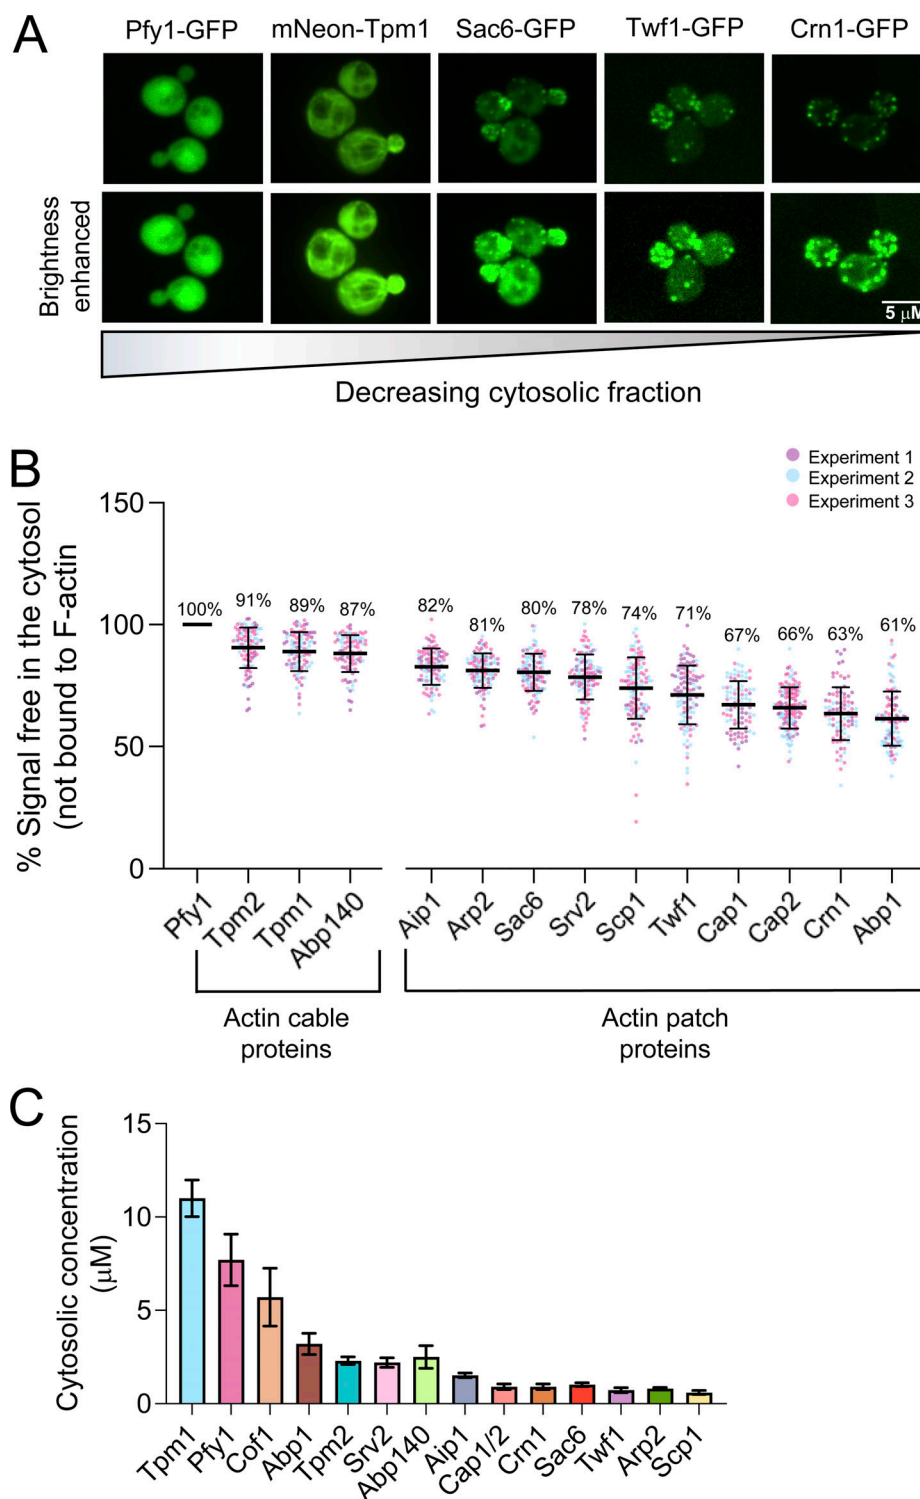 A
Pfy1-GFP mNeon-Tpm1 Sac6-GFP Twf1-GFP Crn1-GFP
Brightness
enhanced
5 μM
Decreasing cytosolic fraction
B
Experiment 1
Experiment 2
Experiment 3
% Signal free in the cytosol
(not bound to F-actin
150
100
50
0
100% 91% 89% 87% 82% 81% 80% 78% 74% 71% 67% 66% 63% 61%
Pfy1 Tpm2 Tpm1 Abp140 Aip1 Arp2 Sac6 Srv2 Scp1 Twf1 Cap1 Cap2 Crn1 Abp1
Actin cable
proteins
Actin patch
proteins
C
Cytosolic concentration
(μM)
15
10
5
0
Tpm1 Pfy1 Cof1 Abp1 Tpm2 Srv2 Abp140 Aip1 Cap1/2 Crn1 Sac6 Twf1 Arp2 Scp1